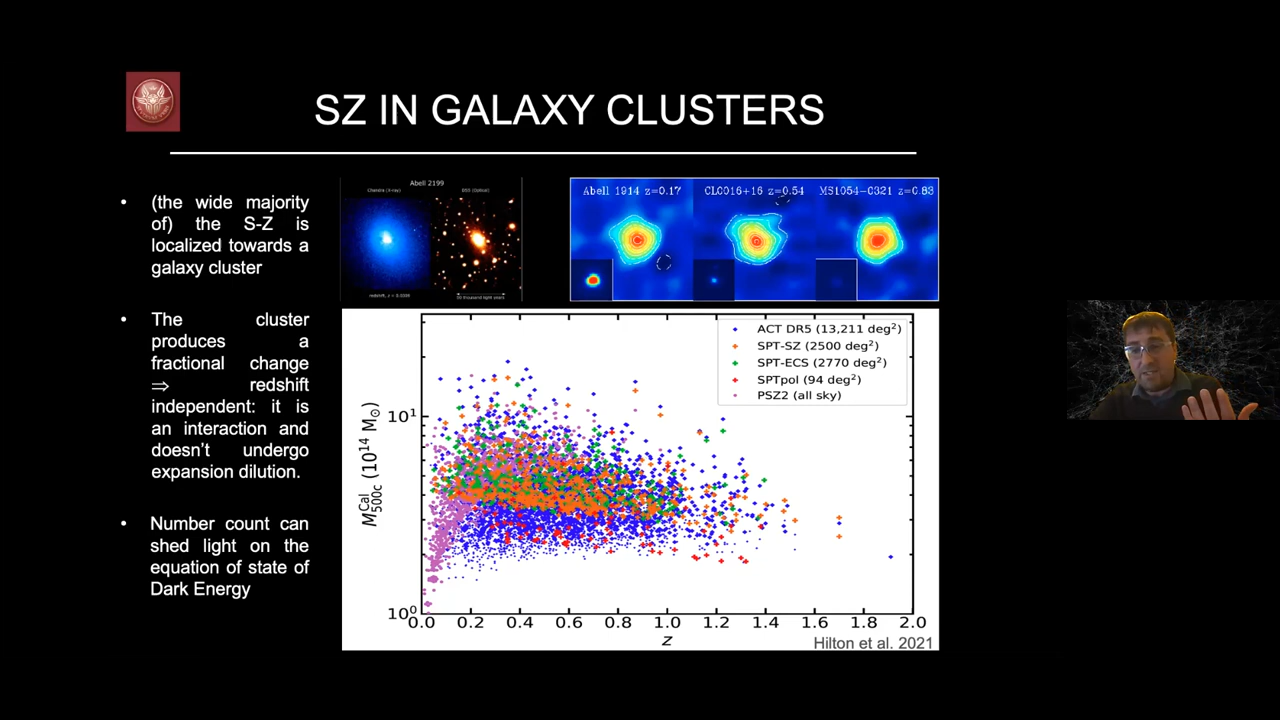 SZ IN GALAXY CLUSTERS
• (the wide majority
of) the S-Z is
localized towards a
galaxy cluster
• The cluster
produces a
fractional change
⇒ redshift
independent: it is
an interaction and
doesn't undergo
expansion dilution.
• Number count can
shed light on the
equation of state of
Dark Energy
Abell 2199
Chandra (X-ray) DSS (Optical)
Abell 1914 z=0.17 CL0016+16 z=0.54 MS1054-0321 z=0.83
ACT DR5 (13,211 deg²)
SPT-SZ (2500 deg²)
SPT-ECS (2770 deg²)
SPTpol (94 deg²)
PSZ2 (all sky)
10¹
10⁰
M500c^Cal (10¹⁴ M⊙)
0.0 0.2 0.4 0.6 0.8 1.0 1.2 1.4 1.6 1.8 2.0
z
Hilton et al. 2021